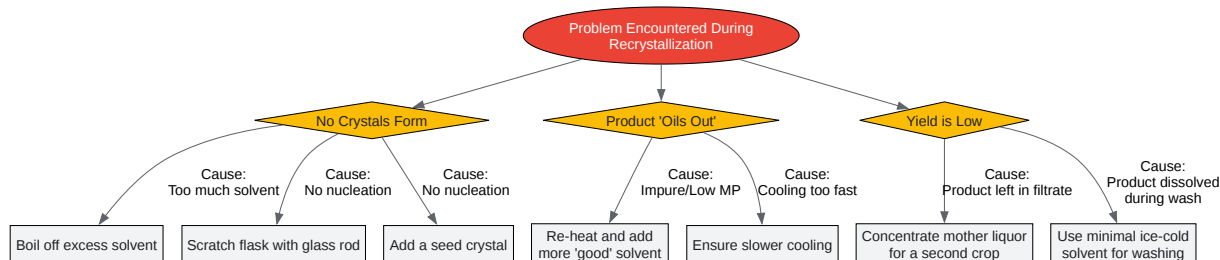 Problem Encountered During
Recrystallization
No Crystals Form
Product 'Oils Out'
Yield is Low
Cause:
Too much solvent
Cause:
No nucleation
Cause:
No nucleation
Cause:
Impure/Low MP
Cause:
Cooling too fast
Cause:
Product left in filtrate
Cause:
Product dissolved
during wash
Boil off excess solvent
Scratch flask with glass rod
Add a seed crystal
Re-heat and add
more 'good' solvent
Ensure slower cooling
Concentrate mother liquor
for a second crop
Use minimal ice-cold
solvent for washing